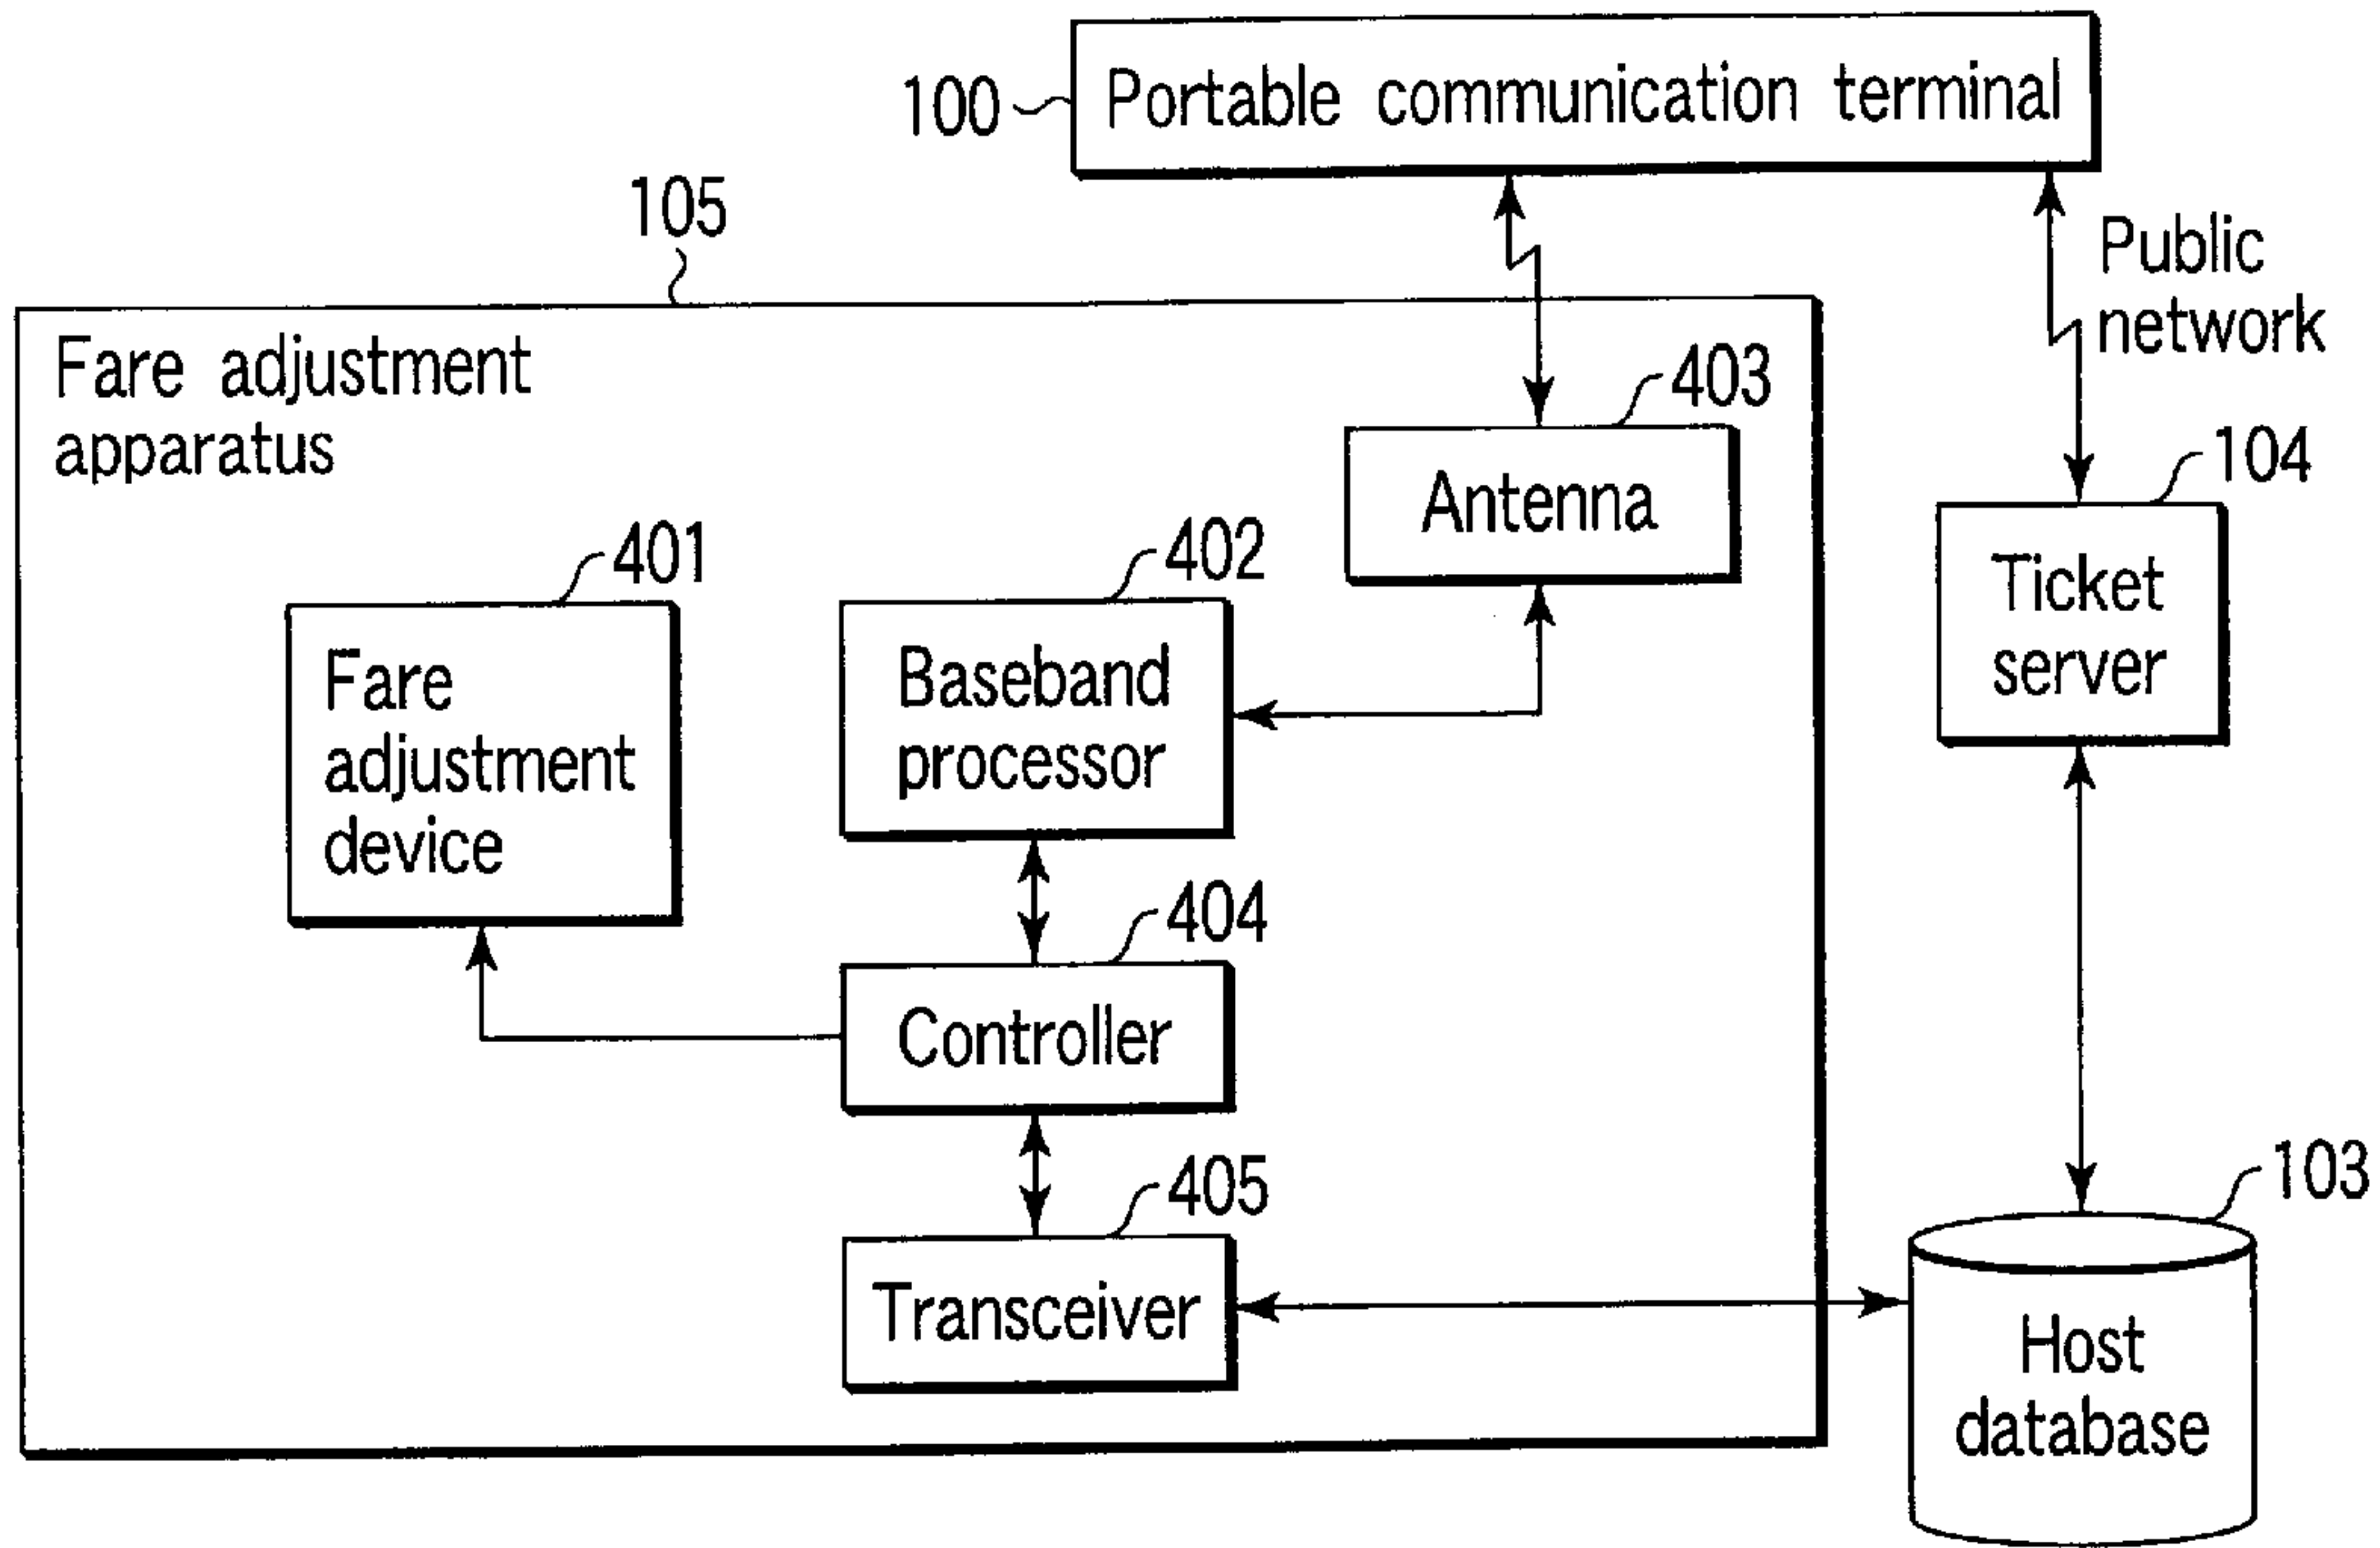 100
Portable communication terminal
105
Public
network
Fare adjustment
apparatus
403
Antenna
104
Ticket
server
401
Fare
adjustment
device
402
Baseband
processor
404
Controller
405
Transceiver
103
Host
database